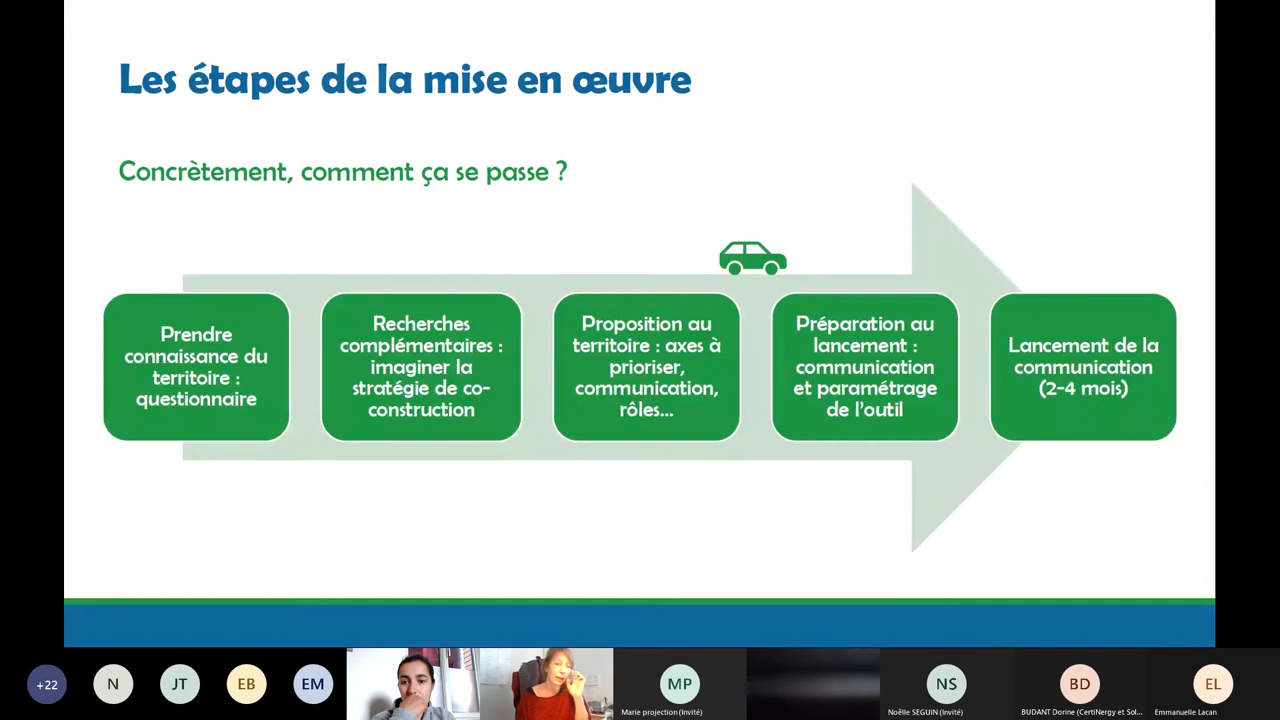 Les étapes de la mise en œuvre
Concrètement, comment ça se passe ?
Prendre
connaissance du
territoire :
questionnaire
Recherches
complémentaires :
imaginer la
stratégie de co-
construction
Proposition au
territoire : axes à
prioriser,
communication,
rôles...
Préparation au
lancement :
communication
et paramétrage
de l'outil
Lancement de la
communication
(2-4 mois)
+22
N
JT
EB
EM
MP
Marie projection (Invité)
NS
Noëlle SEGUIN (Invité)
BD
BUDANT Dorine (CertiNergy et Sol...
EL
Emmanuelle Lacan